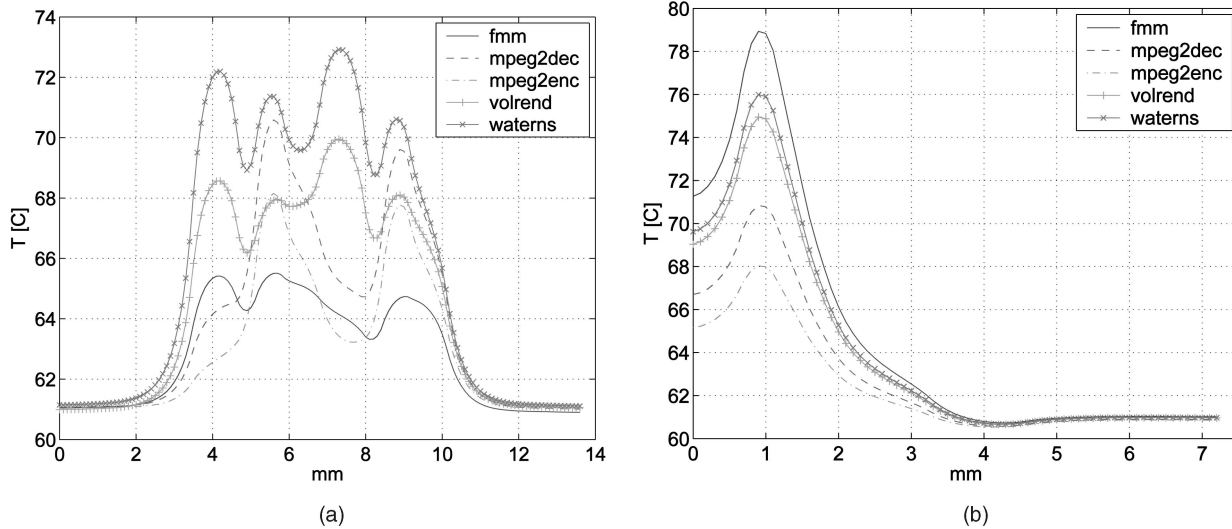 74
72
70
68
66
64
62
60
T [C]
0
2
4
6
8
10
12
14
mm
fmm
mpeg2dec
mpeg2enc
volrend
waterns
(a)
80
78
76
74
72
70
68
66
64
62
60
T [C]
0
1
2
3
4
5
6
7
mm
fmm
mpeg2dec
mpeg2enc
volrend
waterns
(b)